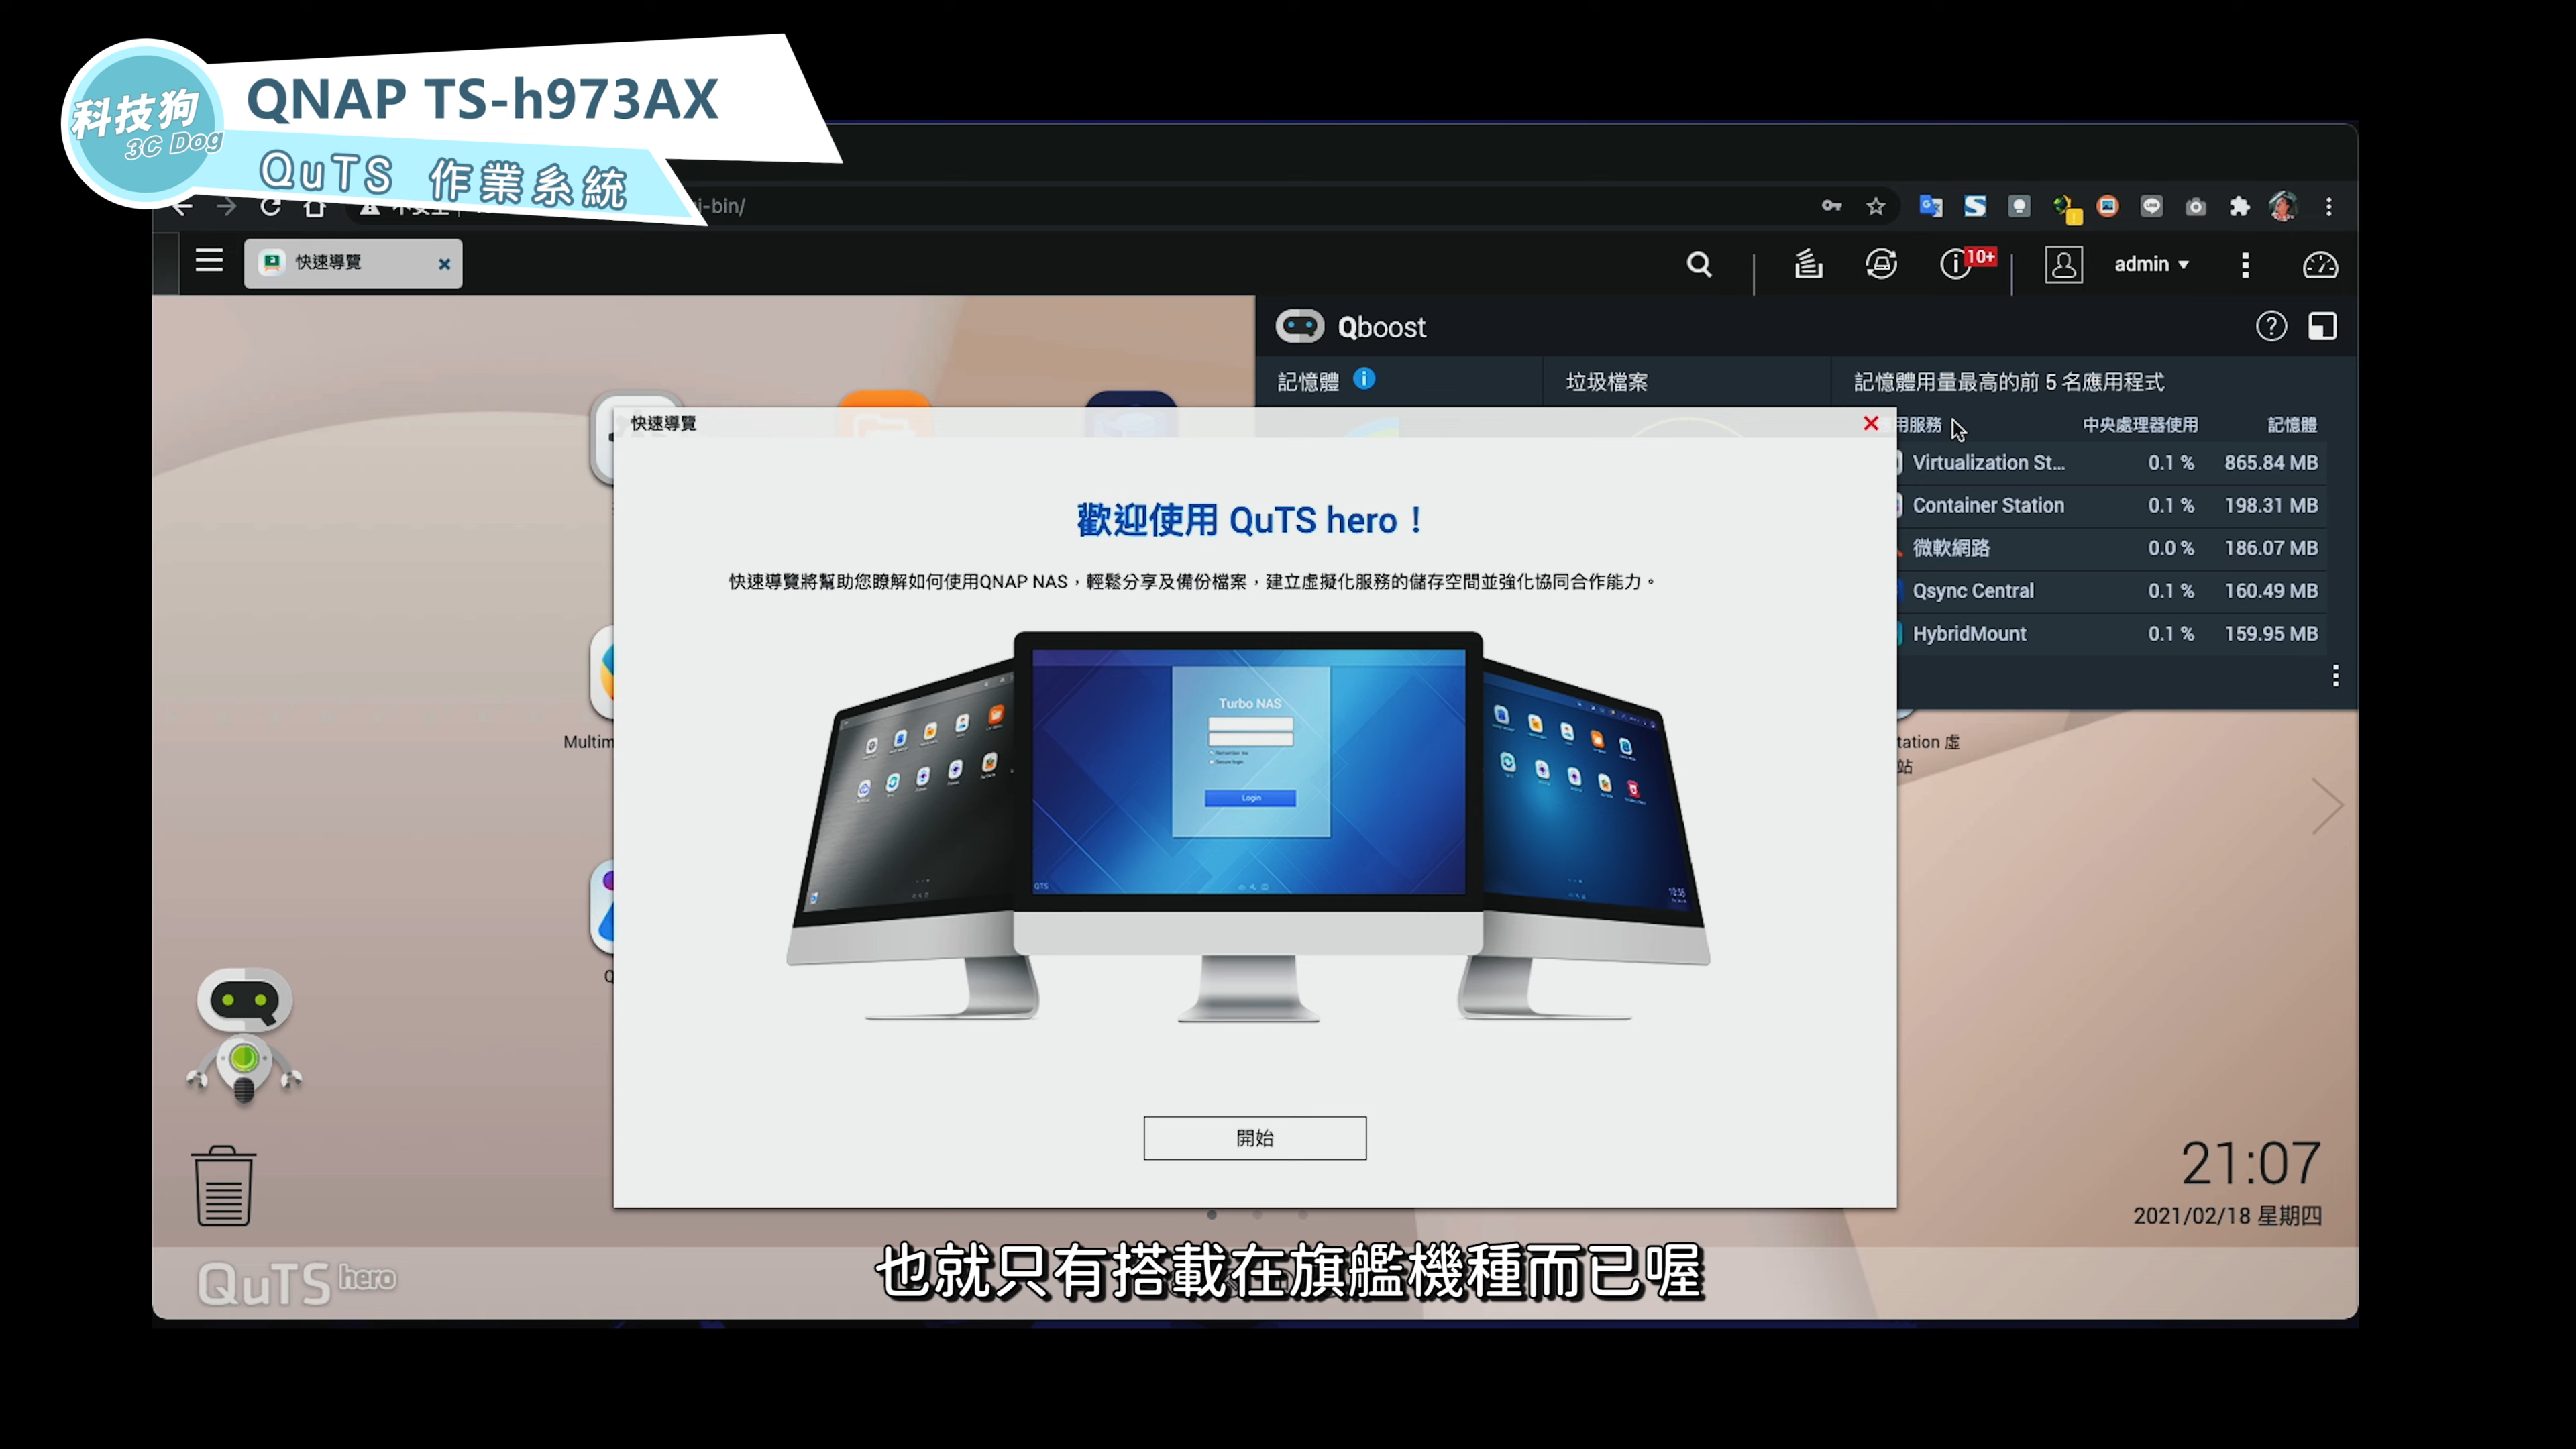 科技狗
3C Dog
QNAP TS-h973AX
QuTS 作業系統
i-bin/
快速導覽
10+
admin
Qboost
記憶體
垃圾檔案
記憶體用量最高的前 5 名應用程式
用服務 中央處理器使用 記憶體
Virtualization St... 0.1 % 865.84 MB
Container Station 0.1 % 198.31 MB
微軟網路 0.0 % 186.07 MB
Qsync Central 0.1 % 160.49 MB
HybridMount 0.1 % 159.95 MB
快速導覽
歡迎使用 QuTS hero！
快速導覽將幫助您瞭解如何使用QNAP NAS，輕鬆分享及備份檔案，建立虛擬化服務的儲存空間並強化協同合作能力。
Turbo NAS
Remember me
Secure login
Login
QTS
10:35
Multim
tation 虛
站
開始
21:07
2021/02/18 星期四
QuTS hero
也就只有搭載在旗艦機種而已喔